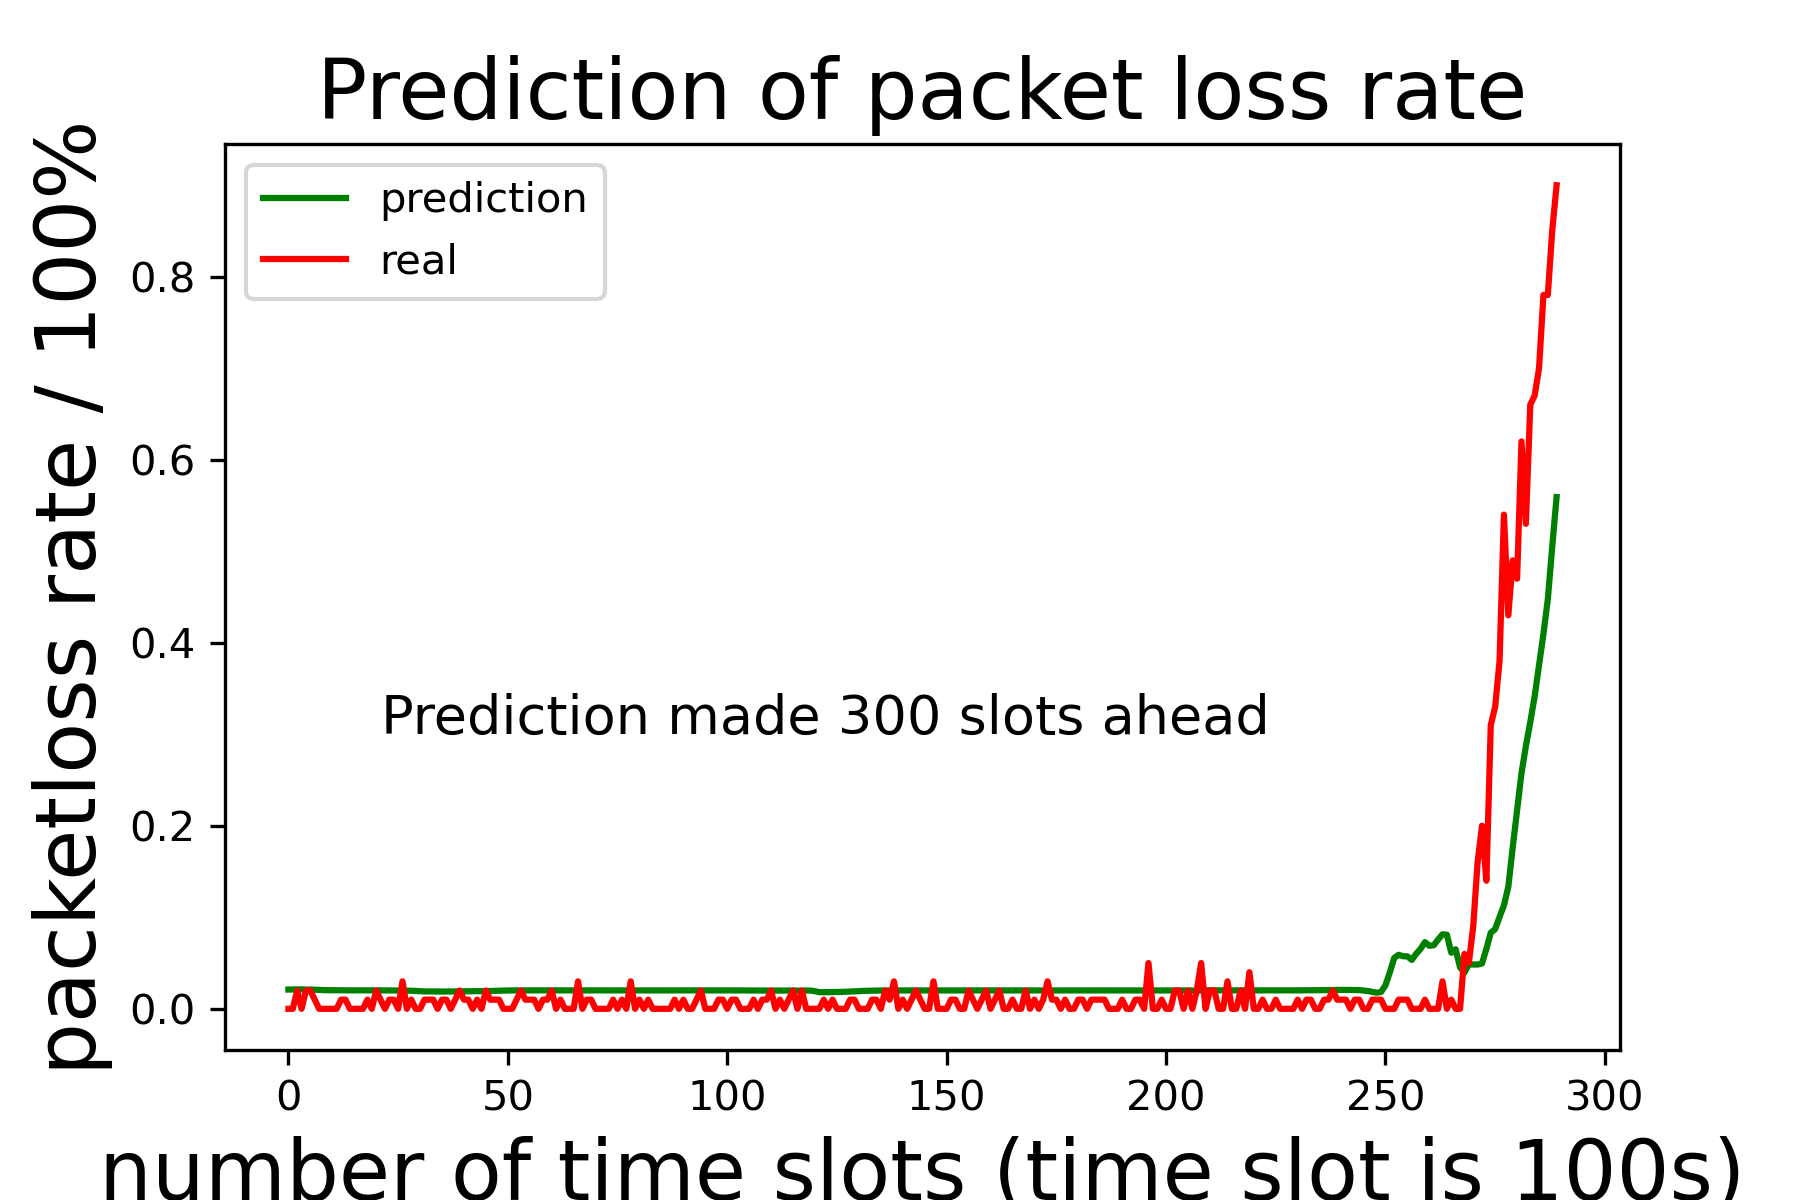 Prediction of packet loss rate
prediction
real
packetloss rate / 100%
0.8
0.6
0.4
0.2
0.0
Prediction made 300 slots ahead
0 50 100 150 200 250 300
number of time slots (time slot is 100s)